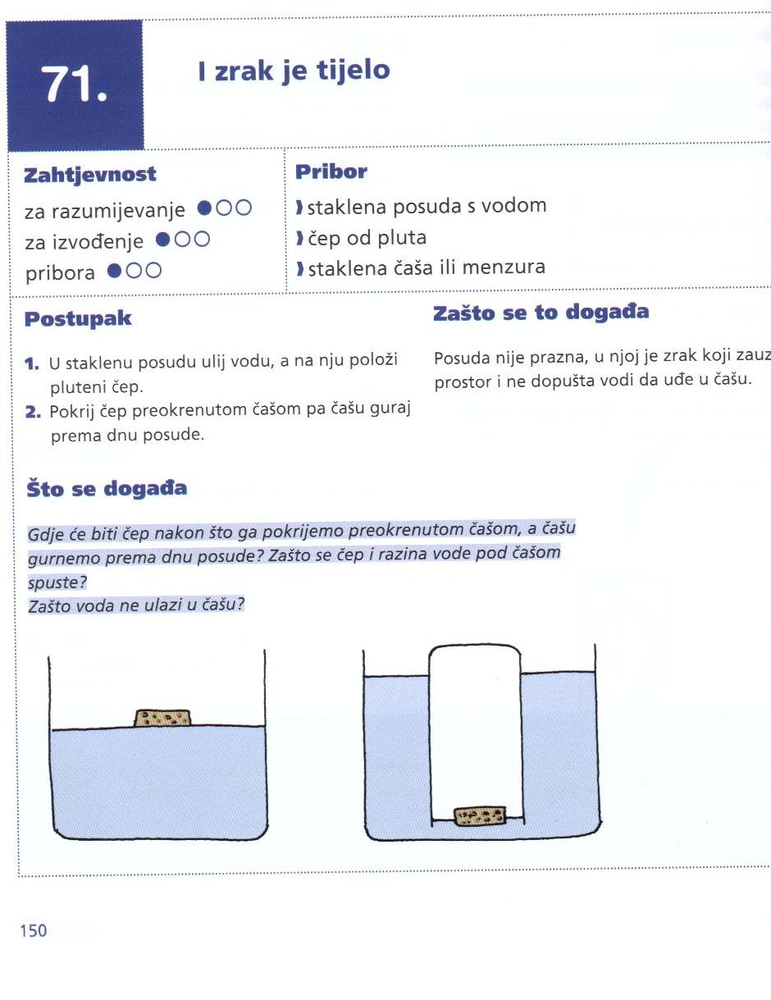 71.
I zrak je tijelo
Zahtjevnost
za razumijevanje
za izvođenje
pribora
Pribor
staklena posuda s vodom
čep od pluta
staklena čaša ili menzura
Postupak
1. U staklenu posudu ulij vodu, a na nju položi
pluteni čep.
2. Pokrij čep preokrenutom čašom pa čašu guraj
prema dnu posude.
Zašto se to događa
Posuda nije prazna, u njoj je zrak koji zauz
prostor i ne dopušta vodi da uđe u čašu.
Što se događa
Gdje će biti čep nakon što ga pokrijemo preokrenutom čašom, a čašu
gurnemo prema dnu posude? Zašto se čep i razina vode pod čašom
spuste?
Zašto voda ne ulazi u čašu?
150